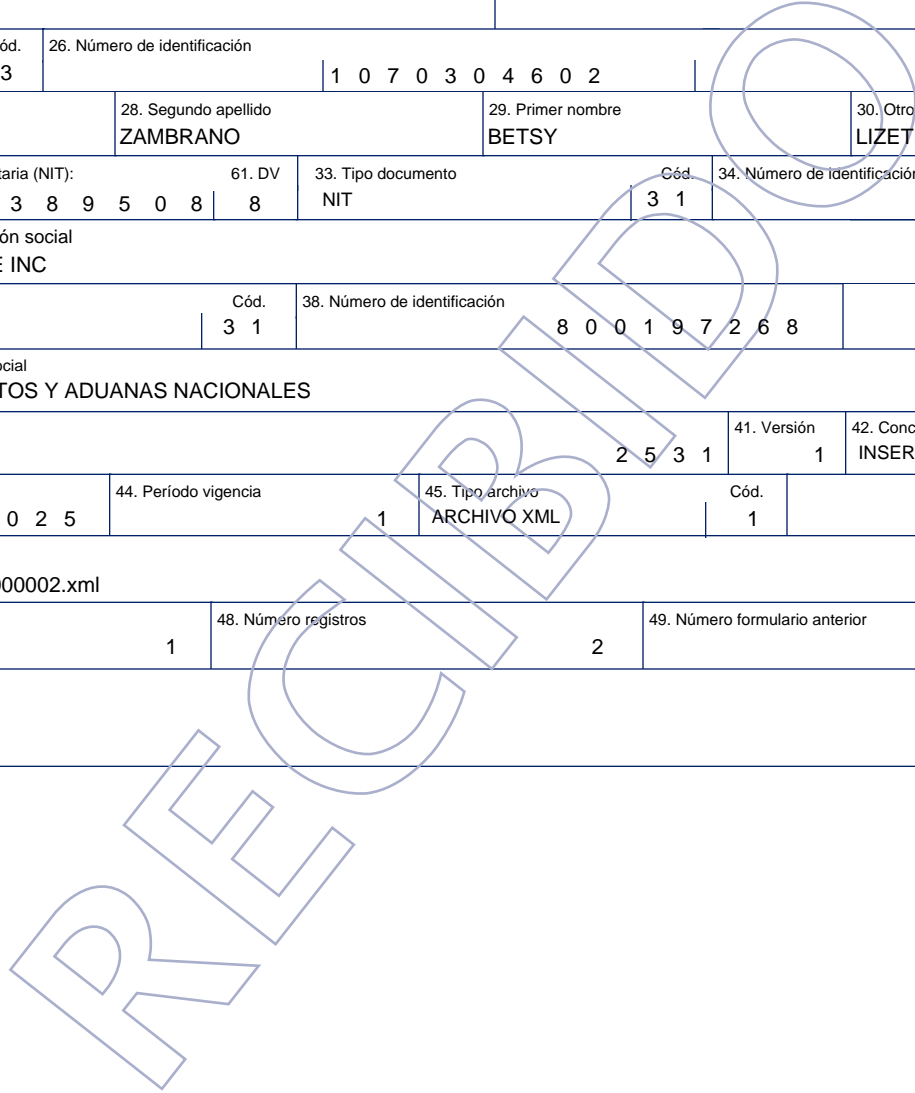 ód. 26. Número de identificación
3 1 0 7 0 3 0 4 6 0 2
28. Segundo apellido 29. Primer nombre 30. Otro
ZAMBRANO BETSY LIZET
taria (NIT): 61. DV 33. Tipo documento Cód. 34. Número de identificación
3 8 9 5 0 8 8 NIT 3 1
ón social
E INC
Cód. 38. Número de identificación
3 1 8 0 0 1 9 7 2 6 8
ocial
TOS Y ADUANAS NACIONALES
41. Versión 42. Conc
2 5 3 1 1 INSER
44. Período vigencia 45. Tipo archivo Cód.
0 2 5 1 ARCHIVO XML 1
000002.xml
48. Número registros 49. Número formulario anterior
1 2
RECIBIDO